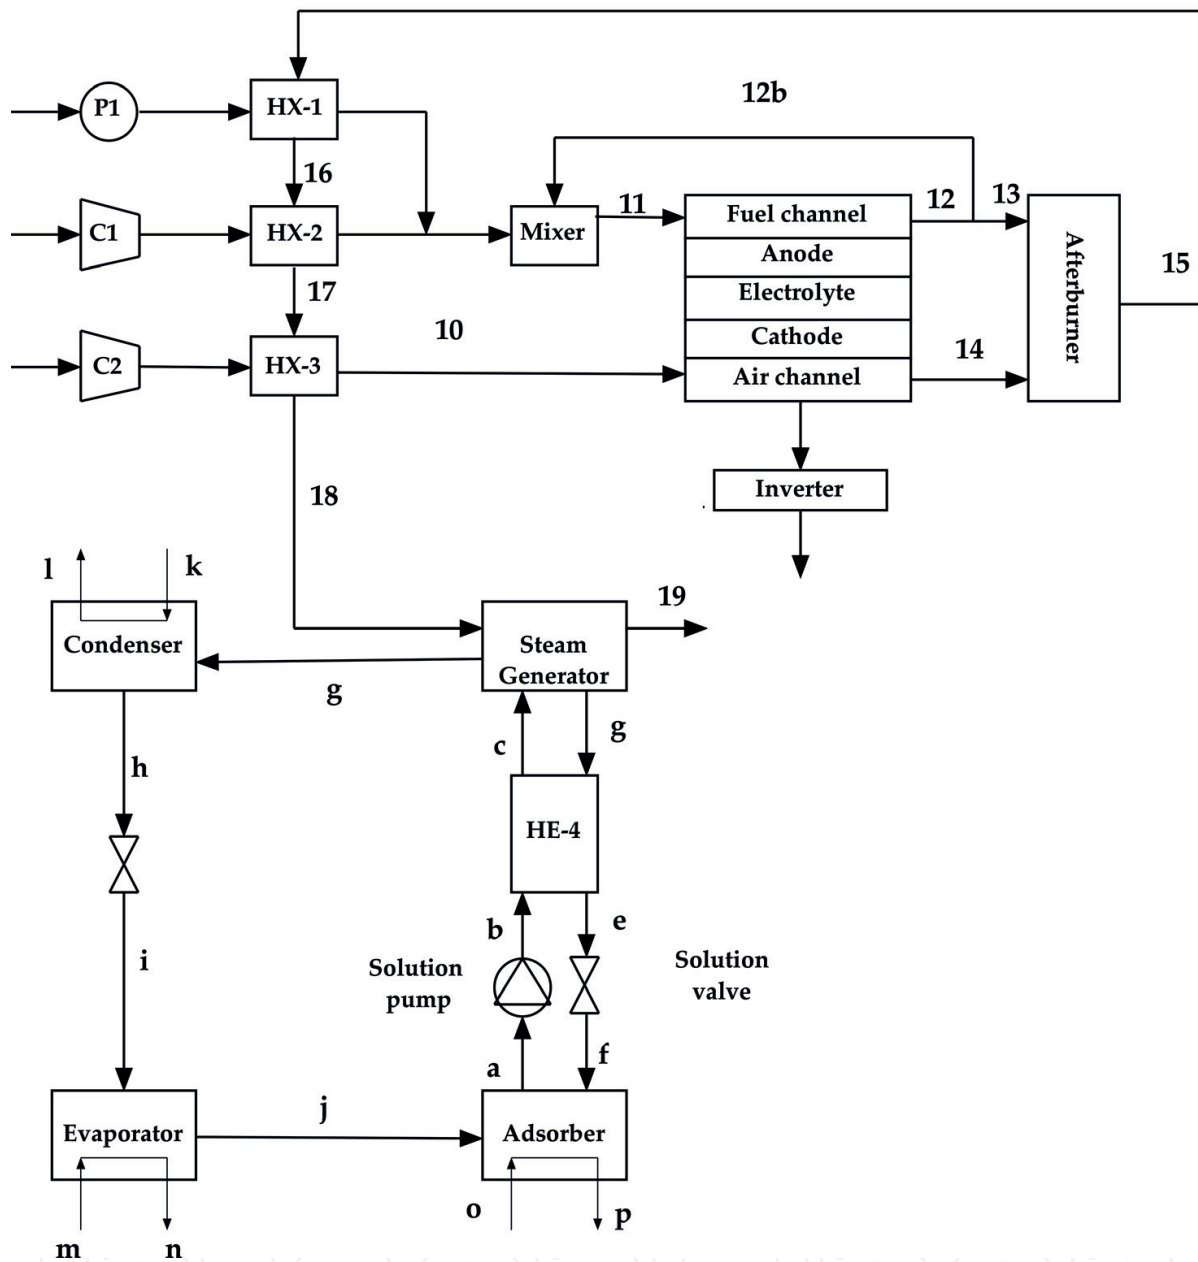 P1
HX-1
12b
16
C1
HX-2
Mixer
11
Fuel channel
12
13
Anode
Electrolyte
Cathode
Air channel
Afterburner
15
17
10
C2
HX-3
14
Inverter
18
l
k
Condenser
19
Steam
Generator
g
c
g
h
HE-4
b
e
i
Solution
pump
Solution
valve
a
f
j
Evaporator
Adsorber
o
p
m
n